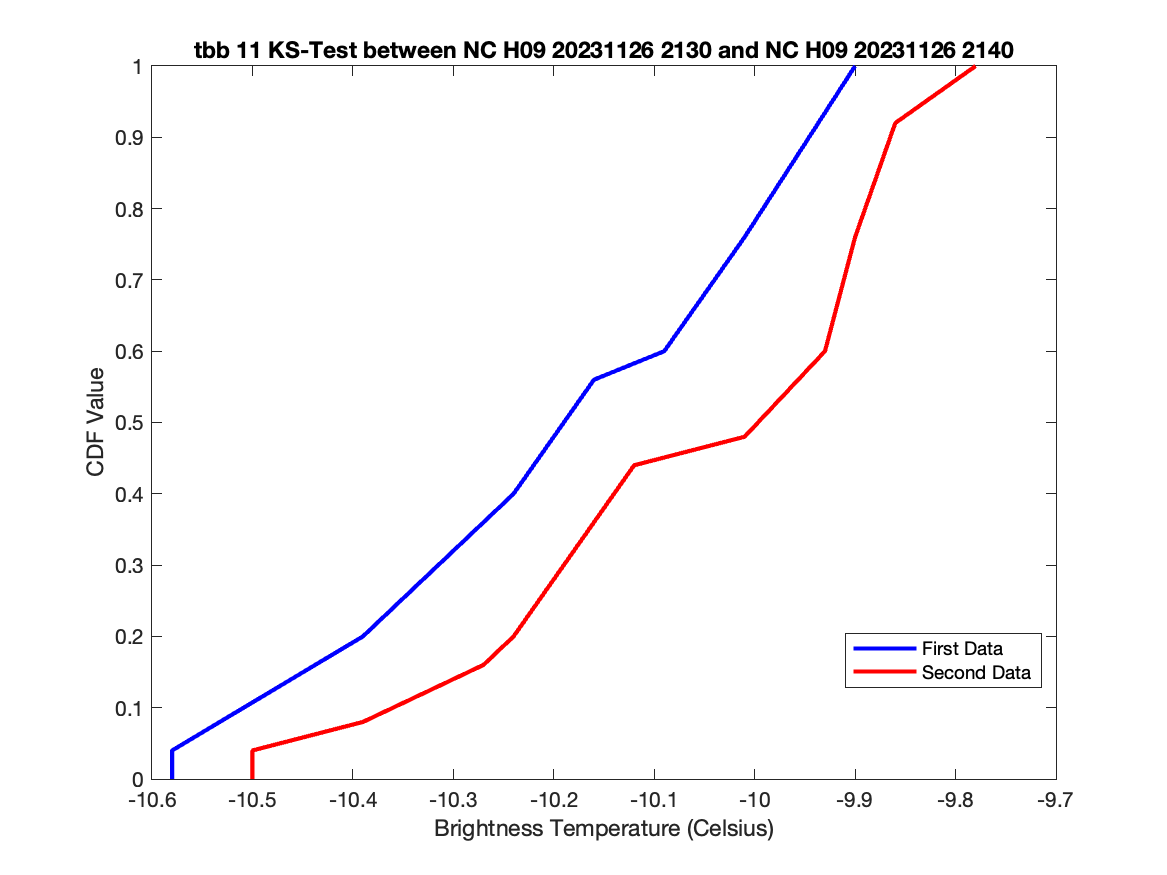 tbb 11 KS-Test between NC H09 20231126 2130 and NC H09 20231126 2140
1
0.9
0.8
0.7
0.6
0.5
0.4
0.3
0.2
0.1
0
CDF Value
First Data
Second Data
-10.6 -10.5 -10.4 -10.3 -10.2 -10.1 -10 -9.9 -9.8 -9.7
Brightness Temperature (Celsius)